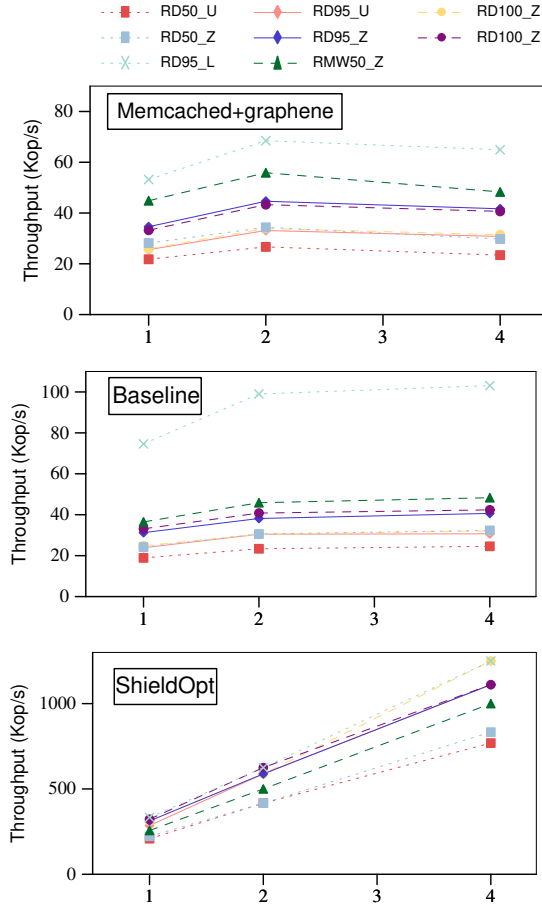 RD50_U RD95_U RD100_Z
RD50_Z RD95_Z RD100_Z
RD95_L RMW50_Z
Memcached+graphene
Throughput (Kop/s)
80
60
40
20
0
1 2 3 4
Baseline
Throughput (Kop/s)
100
80
60
40
20
0
1 2 3 4
ShieldOpt
Throughput (Kop/s)
1000
500
0
1 2 3 4